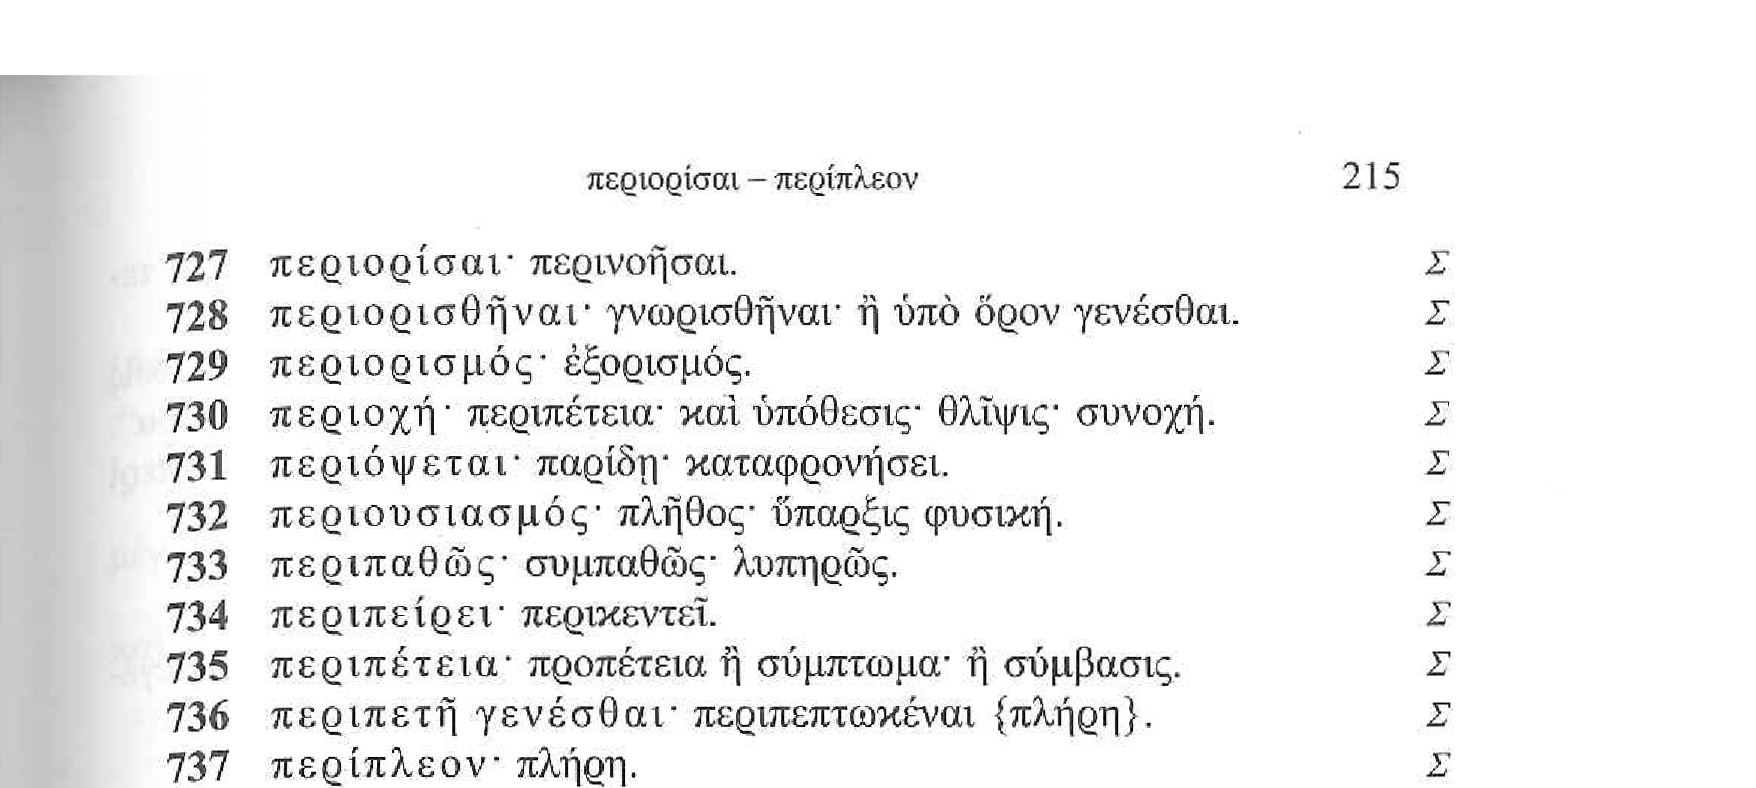 περιορίσαι – περίπλεον 215
727 περιορίσαι· περινοῆσαι. Σ
728 περιορισθῆναι· γνωρισθῆναι· ἢ ὑπὸ ὅρον γενέσθαι. Σ
729 περιορισμός· ἐξορισμός. Σ
730 περιοχή· περιπέτεια· καὶ ὑπόθεσις· θλῖψις· συνοχή. Σ
731 περιόψεται· παρίδῃ· καταφρονήσει. Σ
732 περιουσιασμός· πλῆθος· ὕπαρξις φυσική. Σ
733 περιπαθῶς· συμπαθῶς· λυπηρῶς. Σ
734 περιπείρει· περικεντεῖ. Σ
735 περιπέτεια· προπέτεια ἢ σύμπτωμα· ἢ σύμβασις. Σ
736 περιπετῆ γενέσθαι· περιπεπτωκέναι {πλήρη}. Σ
737 περίπλεον· πλήρη. Σ